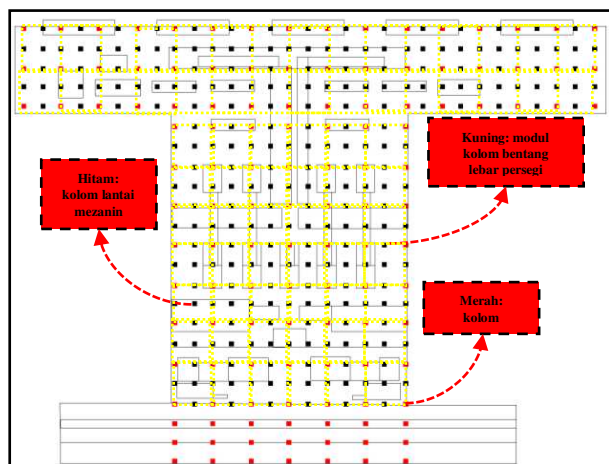 Kuning: modul
kolom bentang
lebar persegi
Hitam:
kolom lantai
mezanin
Merah:
kolom